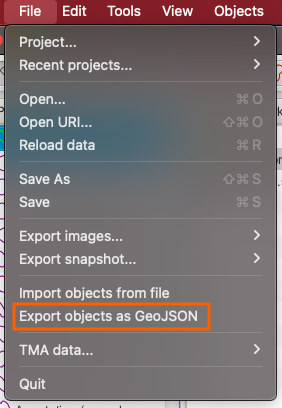 File Edit Tools View Objects
Project...
Recent projects...
Open... ⌘ O
Open URI... ⇧⌘ O
Reload data ⌘ R
Save As ⇧⌘ S
Save ⌘ S
Export images...
Export snapshot...
Import objects from file
Export objects as GeoJSON
TMA data...
Quit